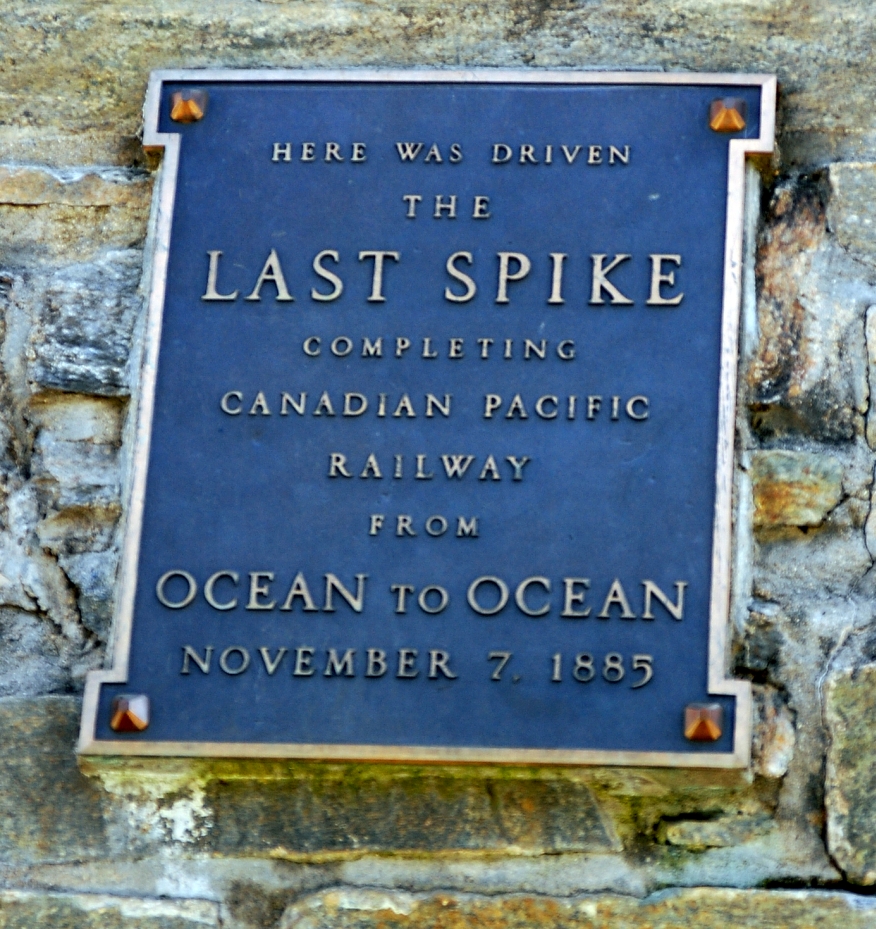 HERE WAS DRIVEN
THE
LAST SPIKE
COMPLETING
CANADIAN PACIFIC
RAILWAY
FROM
OCEAN TO OCEAN
NOVEMBER 7, 1885